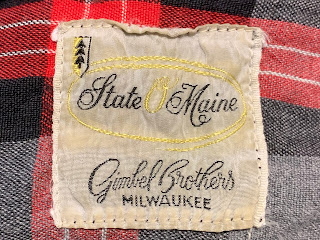 State O' Maine
Gimbel Brothers
MILWAUKEE